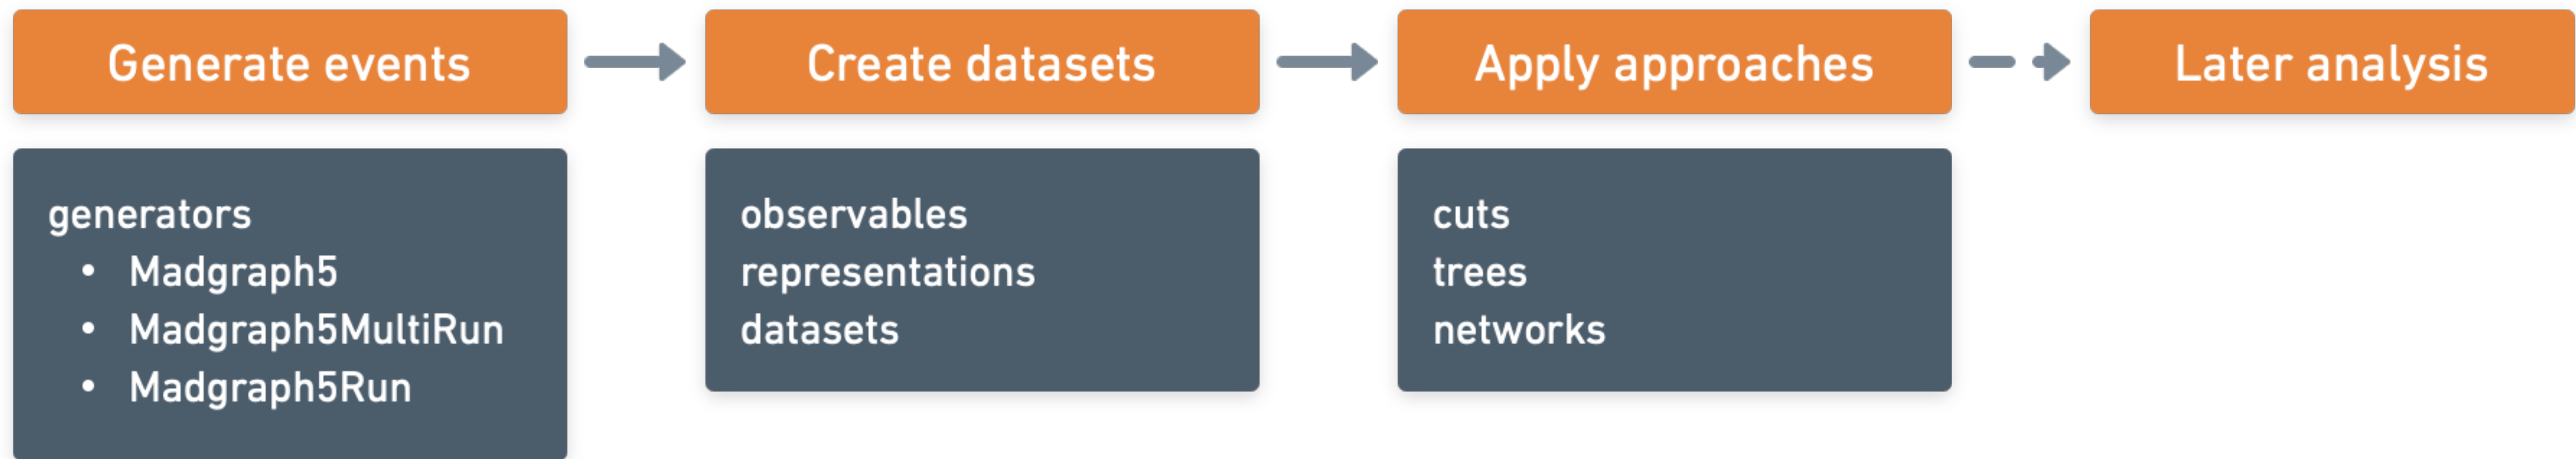 Generate events
Create datasets
Apply approaches
Later analysis
generators
• Madgraph5
• Madgraph5MultiRun
• Madgraph5Run
observables
representations
datasets
cuts
trees
networks